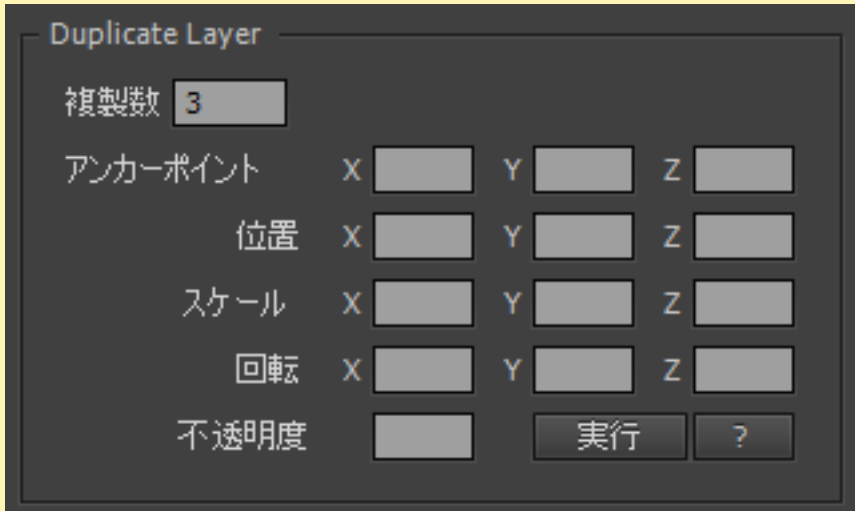 Duplicate Layer
複製数 3
アンカーポイント X Y Z
位置 X Y Z
スケール X Y Z
回転 X Y Z
不透明度 実行 ?